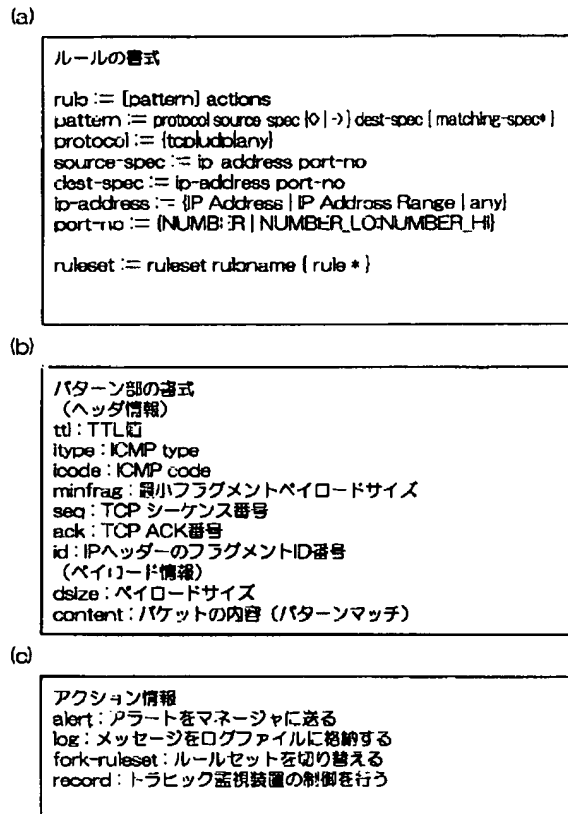 (a)
ルールの書式
rule := [pattern] actions
pattern := protocol source spec {<> | ->} dest-spec { matching-spec* }
protocol := {tcp|udp|any}
source-spec := ip address port-no
dest-spec := ip-address port-no
ip-address := {IP Address | IP Address Range | any}
port-no := {NUMBER | NUMBER_LO:NUMBER_HI}
ruleset := ruleset rulename { rule * }
(b)
パターン部の書式
(ヘッダ情報)
ttl:TTL値
itype:ICMP type
icode:ICMP code
minfrag:最小フラグメントペイロードサイズ
seq:TCP シーケンス番号
ack:TCP ACK番号
id:IPヘッダーのフラグメントID番号
(ペイロード情報)
dsize:ペイロードサイズ
content:パケットの内容(パターンマッチ)
(c)
アクション情報
alert:アラートをマネージャに送る
log:メッセージをログファイルに格納する
fork-ruleset:ルールセットを切り替える
record:トラヒック監視装置の制御を行う